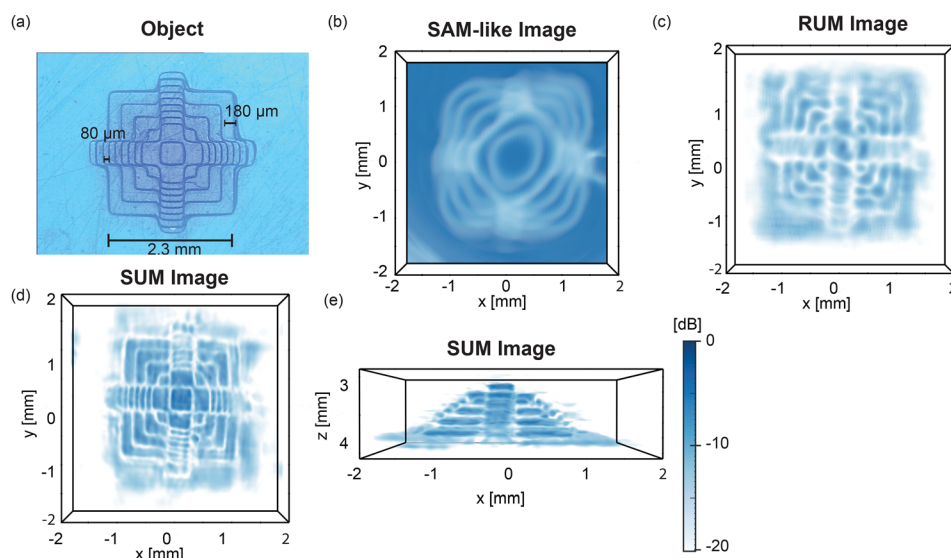 (a)
Object
180 µm
80 µm
2.3 mm
(b)
SAM-like Image
2
1
0
-1
-2
y [mm]
-2
-1
0
1
2
x [mm]
(c)
RUM Image
2
1
0
-1
-2
y [mm]
-2
-1
0
1
2
x [mm]
(d)
SUM Image
2
1
0
-1
-2
y [mm]
-2
-1
0
1
2
x [mm]
(e)
SUM Image
3
4
z [mm]
-2
-1
0
1
2
x [mm]
[dB]
0
-10
-20